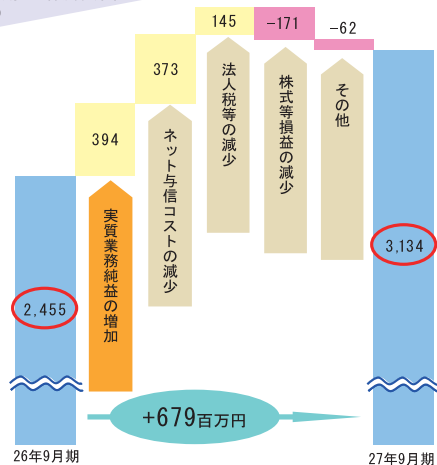 145
-171
-62
373
394
法人税等の減少
株式等損益の減少
その他
ネット与信コストの減少
実質業務純益の増加
2,455
3,134
+679百万円
26年9月期
27年9月期